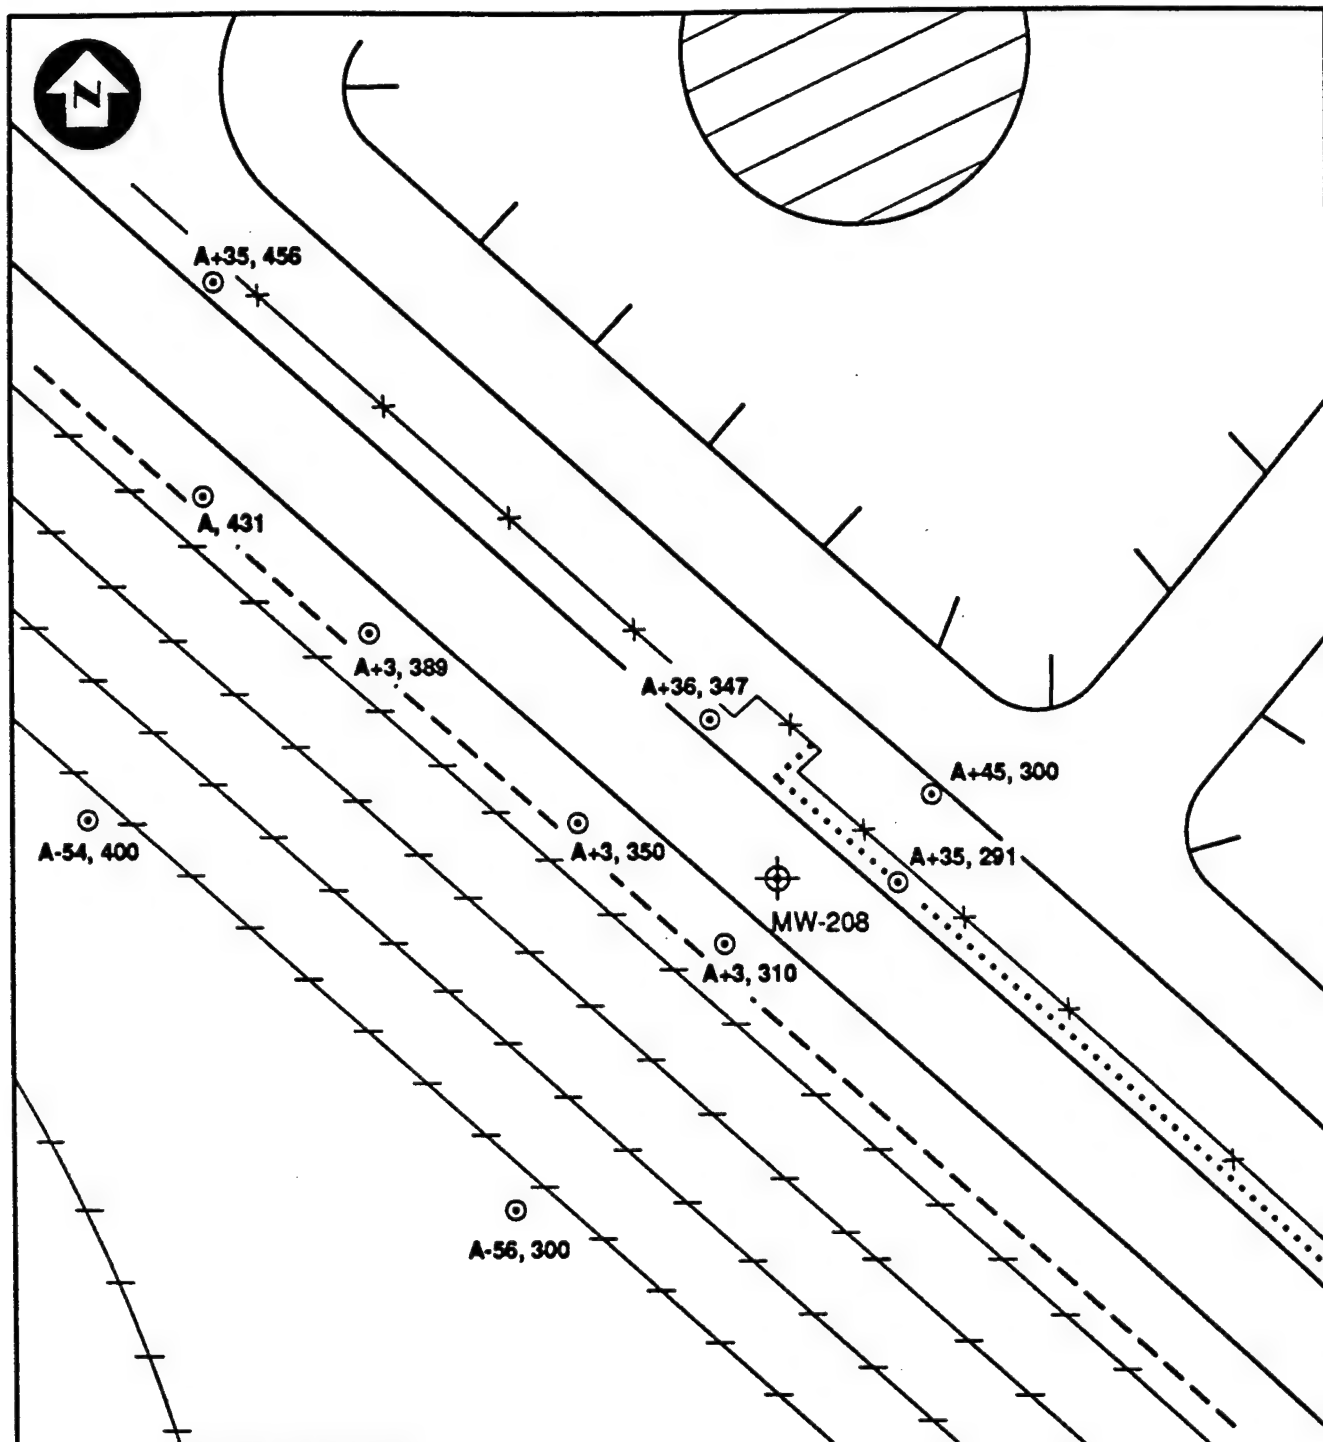 N
A+35, 456
A, 431
A+3, 389
A+36, 347
A+45, 300
A+3, 350
A-54, 400
A+35, 291
MW-208
A+3, 310
A-56, 300